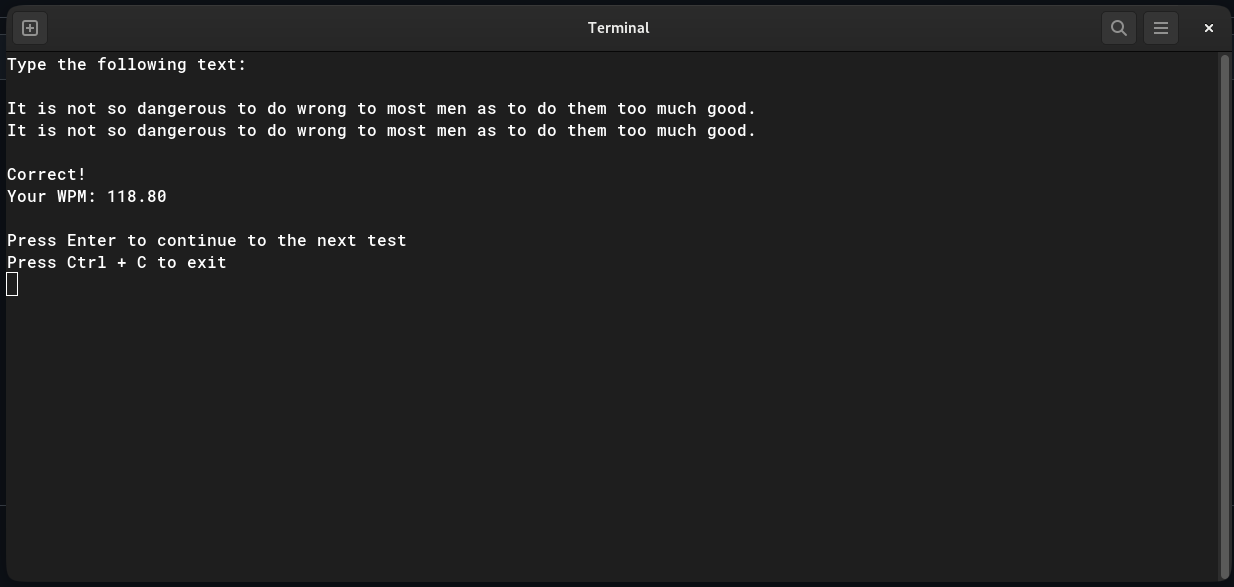 Terminal
Type the following text:
It is not so dangerous to do wrong to most men as to do them too much good.
It is not so dangerous to do wrong to most men as to do them too much good.
Correct!
Your WPM: 118.80
Press Enter to continue to the next test
Press Ctrl + C to exit